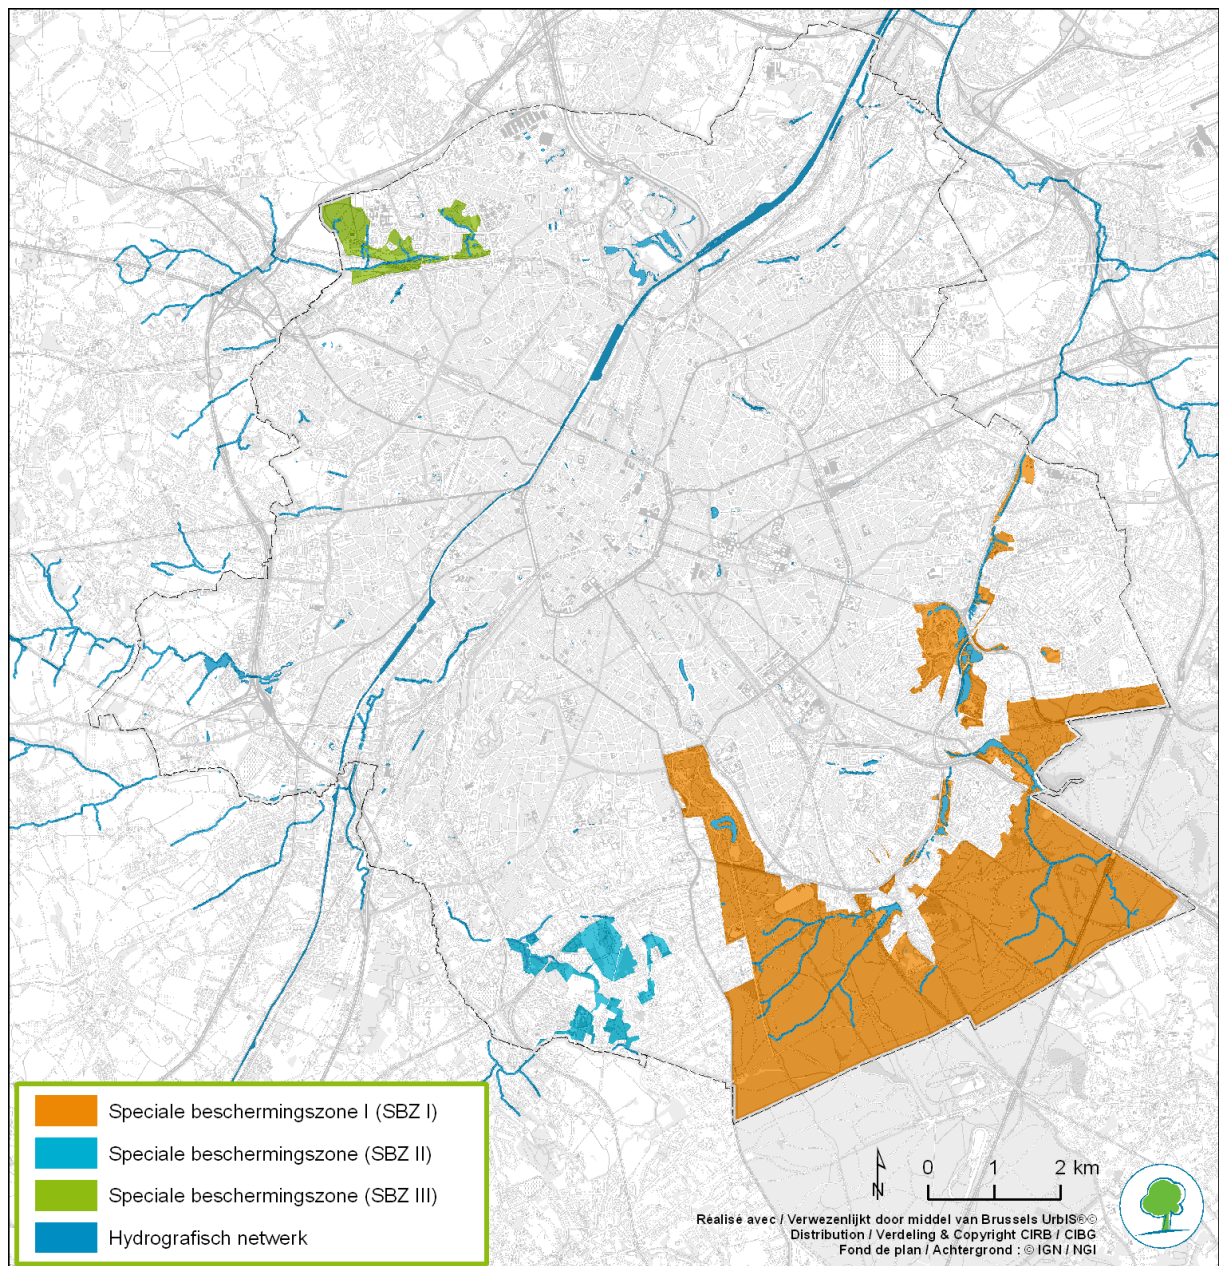 Speciale beschermingszone I (SBZ I)
Speciale beschermingszone (SBZ II)
Speciale beschermingszone (SBZ III)
Hydrografisch netwerk
N
0 1 2 km
Réalisé avec / Verwezenlijkt door middel van Brussels UrbIS®©
Distribution / Verdeling & Copyright CIRB / CIBG
Fond de plan / Achtergrond : © IGN / NGI